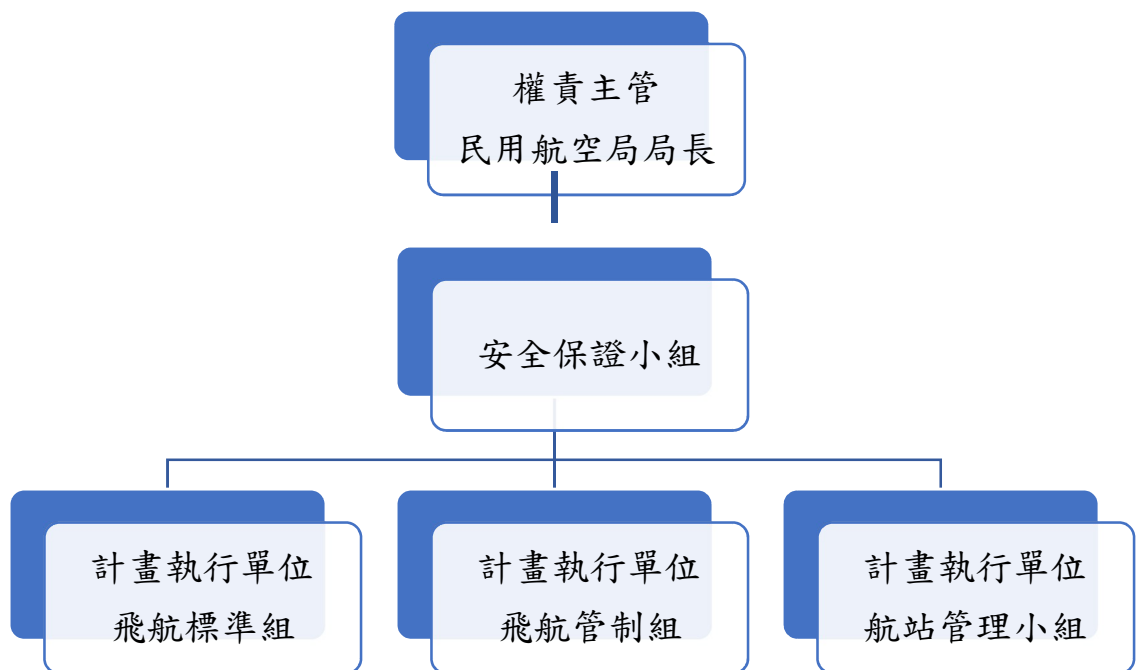 權責主管
民用航空局局長
安全保證小組
計畫執行單位
飛航標準組
計畫執行單位
飛航管制組
計畫執行單位
航站管理小組